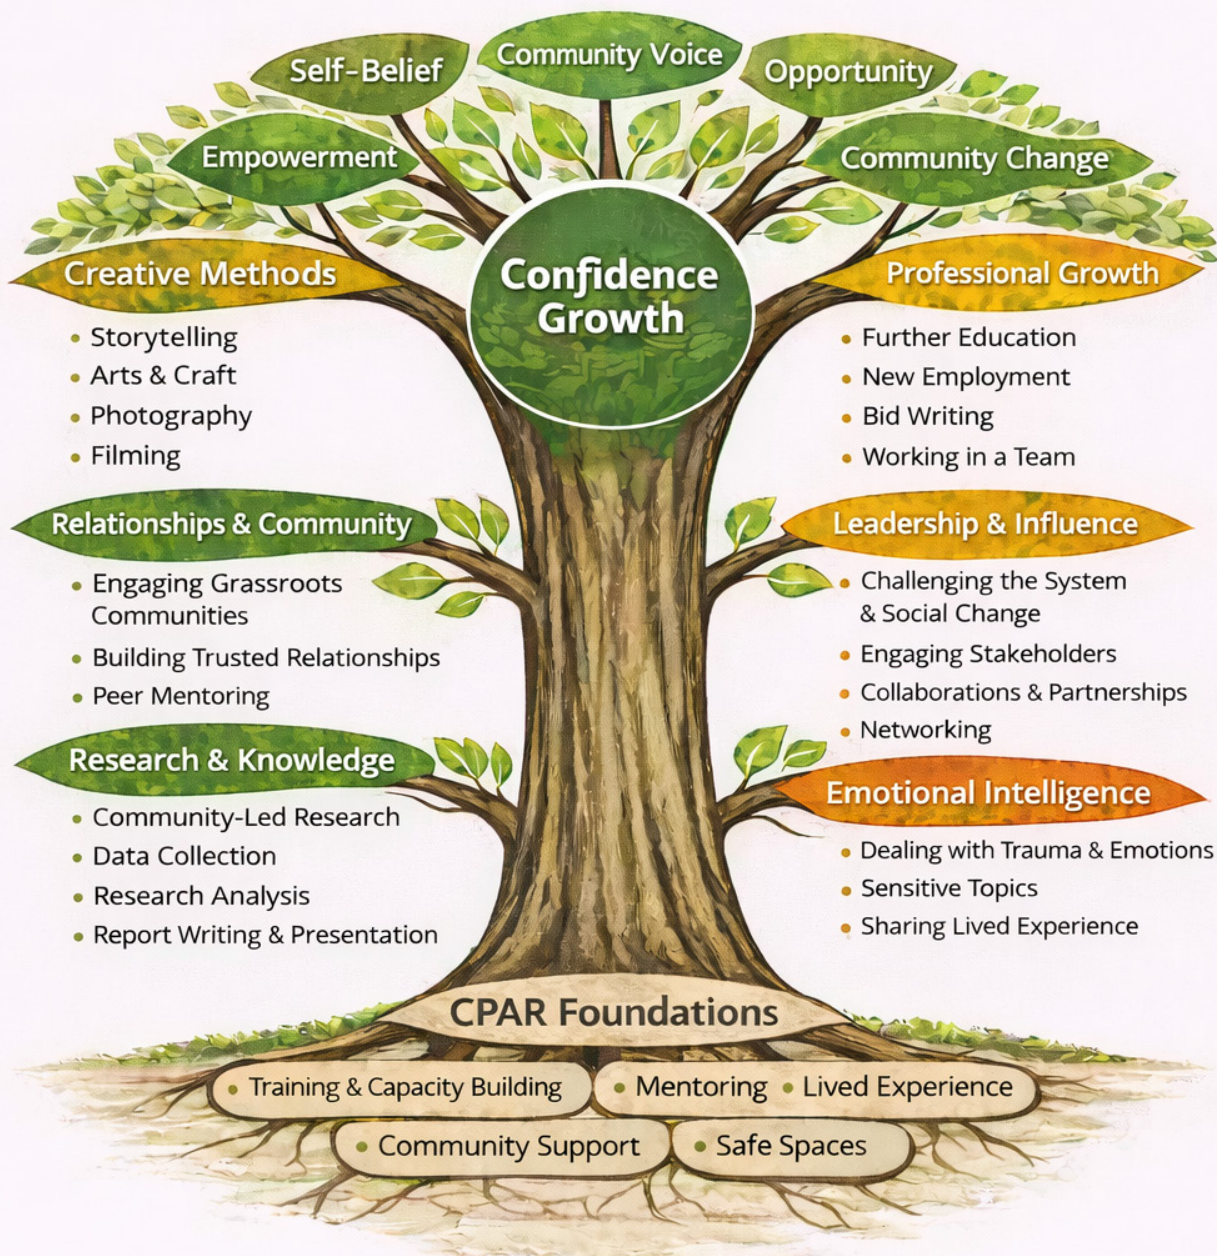 Community Voice
Self-Belief
Opportunity
Empowerment
Community Change
Confidence
Growth
Creative Methods
• Storytelling
• Arts & Craft
• Photography
• Filming
Professional Growth
• Further Education
• New Employment
• Bid Writing
• Working in a Team
Relationships & Community
• Engaging Grassroots
Communities
• Building Trusted Relationships
• Peer Mentoring
Leadership & Influence
• Challenging the System
& Social Change
• Engaging Stakeholders
• Collaborations & Partnerships
• Networking
Research & Knowledge
• Community-Led Research
• Data Collection
• Research Analysis
• Report Writing & Presentation
Emotional Intelligence
• Dealing with Trauma & Emotions
• Sensitive Topics
• Sharing Lived Experience
CPAR Foundations
• Training & Capacity Building
• Mentoring • Lived Experience
• Community Support
• Safe Spaces